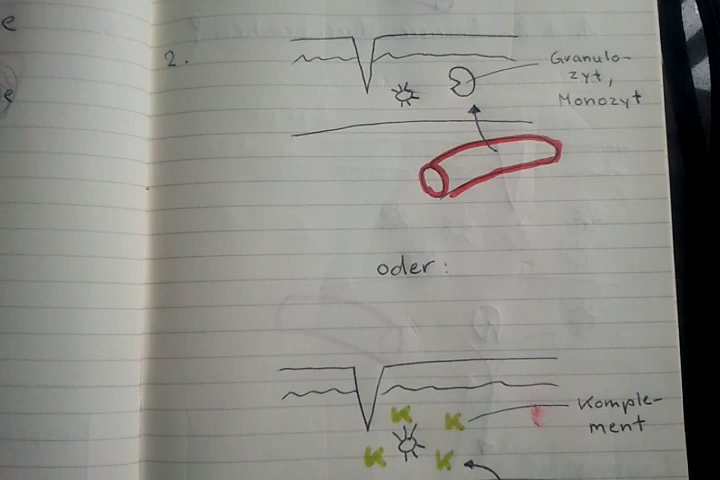 e
e
2.
Granulo-
zyt,
Monozyt
oder:
K K
K K
Komple-
ment